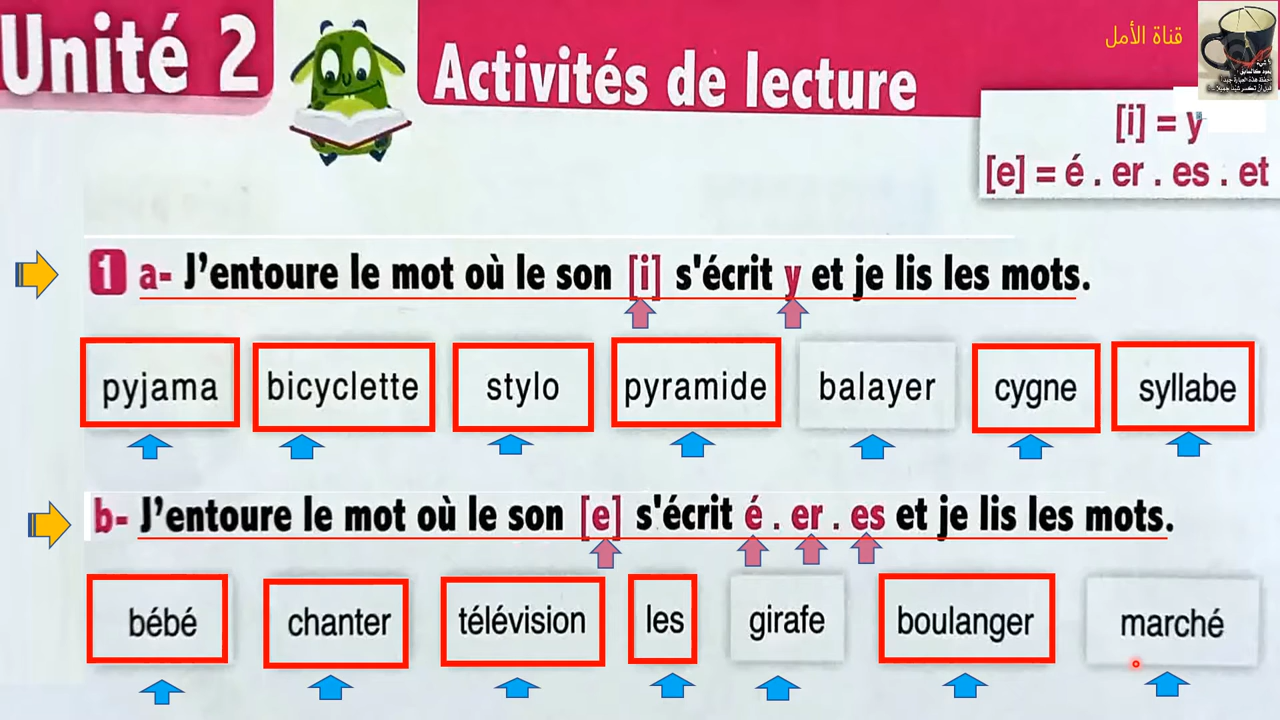 Unité 2
Activités de lecture
قناة الأمل
[i] = y
[e] = é . er . es . et
1 a- J'entoure le mot où le son [i] s'écrit y et je lis les mots.
pyjama bicyclette stylo pyramide balayer cygne syllabe
b- J'entoure le mot où le son [e] s'écrit é . er . es et je lis les mots.
bébé chanter télévision les girafe boulanger marché